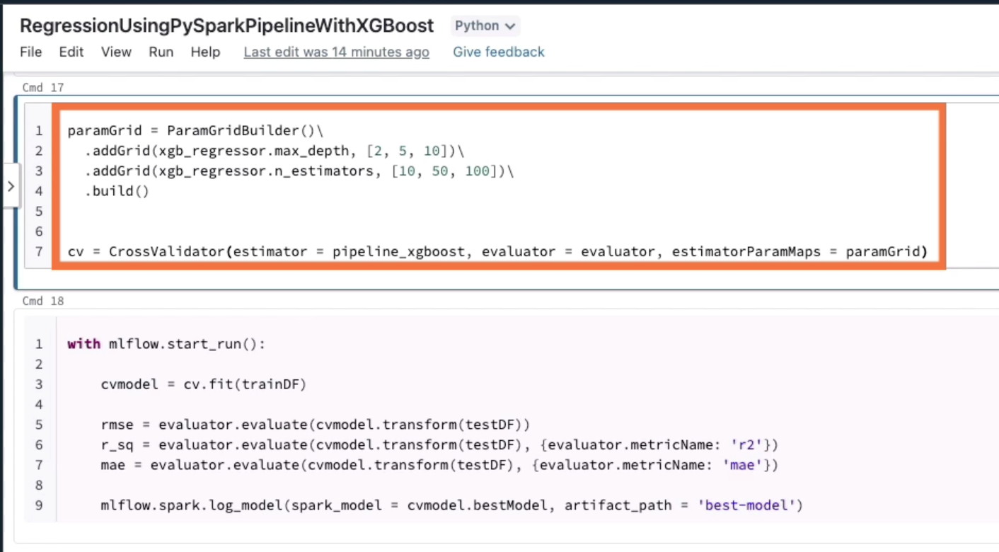 RegressionUsingPySparkPipelineWithXGBoost Python
File Edit View Run Help Last edit was 14 minutes ago Give feedback
Cmd 17
1 paramGrid = ParamGridBuilder()\
2 .addGrid(xgb_regressor.max_depth, [2, 5, 10])\
3 .addGrid(xgb_regressor.n_estimators, [10, 50, 100])\
4 .build()
5
6
7 cv = CrossValidator(estimator = pipeline_xgboost, evaluator = evaluator, estimatorParamMaps = paramGrid)
Cmd 18
1 with mlflow.start_run():
2
3 cvmodel = cv.fit(trainDF)
4
5 rmse = evaluator.evaluate(cvmodel.transform(testDF))
6 r_sq = evaluator.evaluate(cvmodel.transform(testDF), {evaluator.metricName: 'r2'})
7 mae = evaluator.evaluate(cvmodel.transform(testDF), {evaluator.metricName: 'mae'})
8
9 mlflow.spark.log_model(spark_model = cvmodel.bestModel, artifact_path = 'best-model')